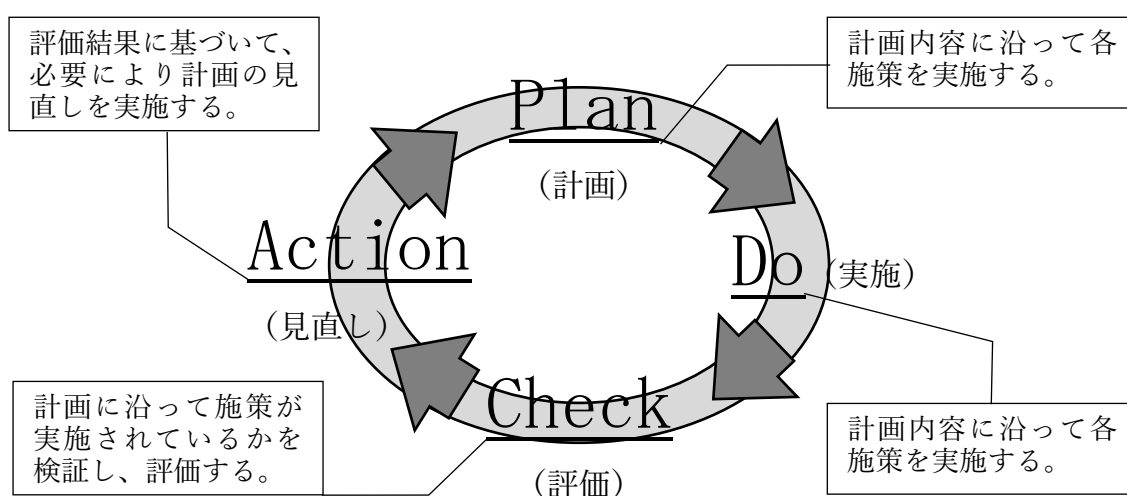 評価結果に基づいて、
必要により計画の見
直しを実施する。
計画内容に沿って各
施策を実施する。
Plan
（計画）
Action
（見直し）
Do（実施）
計画に沿って施策が
実施されているかを
検証し、評価する。
Check
（評価）
計画内容に沿って各
施策を実施する。